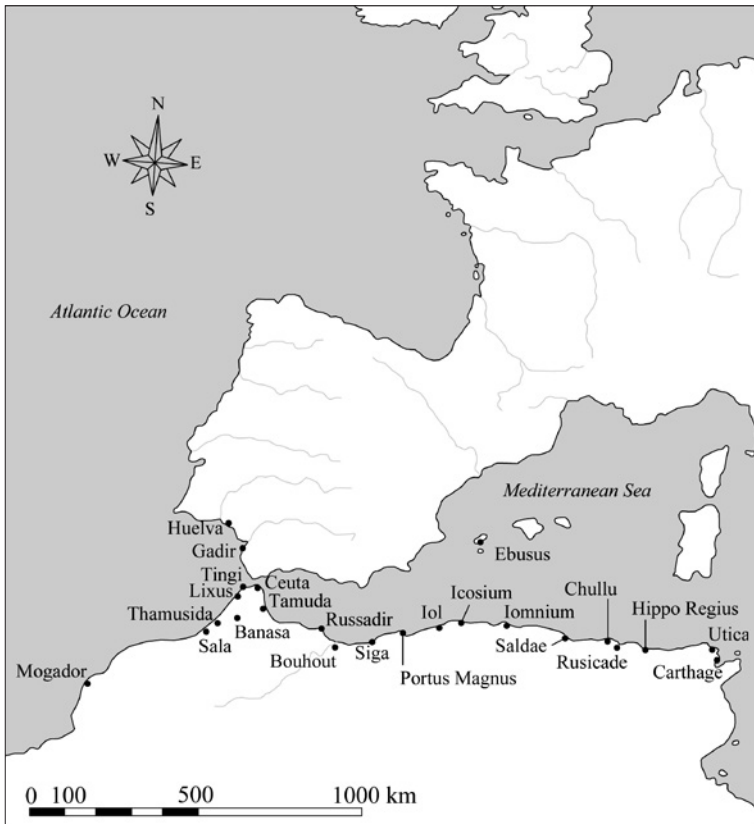 N
W E
S
Atlantic Ocean
Mediterranean Sea
Huelva
Ebusus
Gadir
Tingi
Ceuta
Lixus
Tamuda
Thamusida
Banasa
Sala
Russadir
Bouhout
Siga
Iol
Icosium
Portus Magnus
Iomnium
Saldae
Chullu
Rusicade
Hippo Regius
Utica
Carthage
Mogador
0 100 500 1000 km